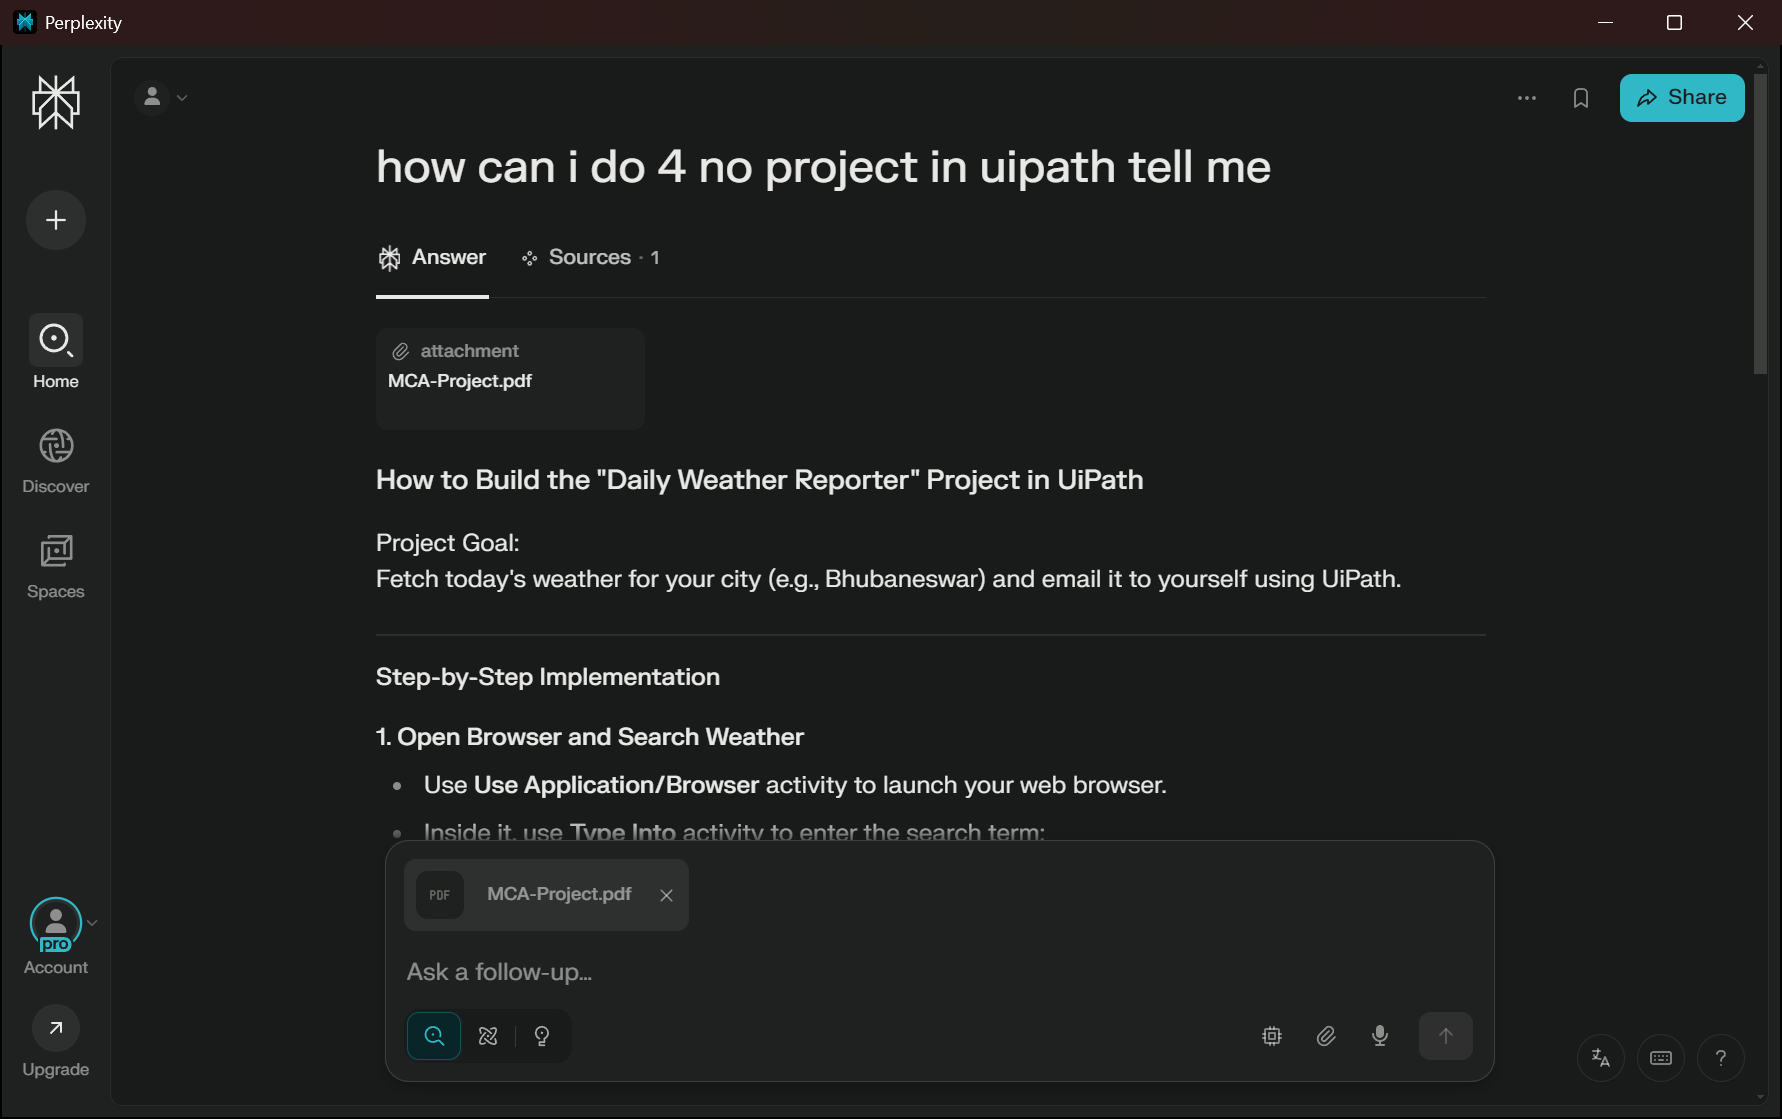 Perplexity
Share
how can i do 4 no project in uipath tell me
Answer
Sources · 1
attachment
MCA-Project.pdf
How to Build the "Daily Weather Reporter" Project in UiPath
Project Goal:
Fetch today's weather for your city (e.g., Bhubaneswar) and email it to yourself using UiPath.
Step-by-Step Implementation
1. Open Browser and Search Weather
• Use Use Application/Browser activity to launch your web browser.
• Inside it, use Type Into activity to enter the search term:
PDF
MCA-Project.pdf
Ask a follow-up...
Home
Discover
Spaces
pro
Account
Upgrade
?